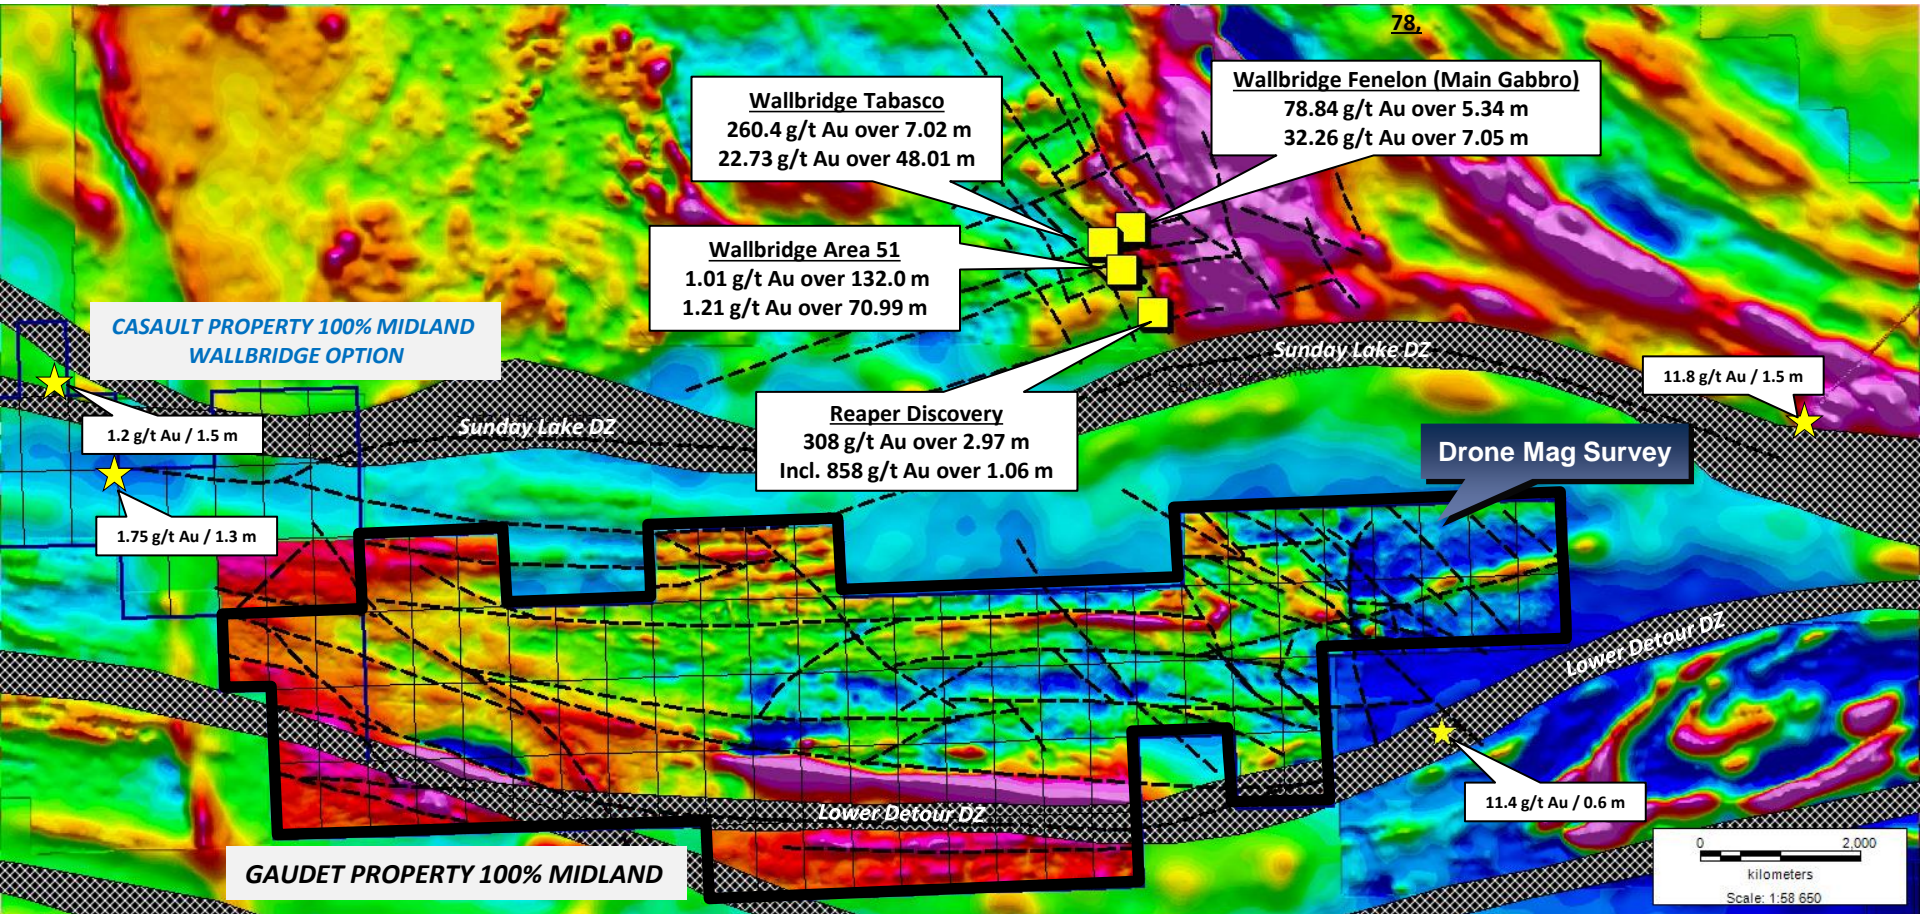 78,
Wallbridge Tabasco
260.4 g/t Au over 7.02 m
22.73 g/t Au over 48.01 m
Wallbridge Fenelon (Main Gabbro)
78.84 g/t Au over 5.34 m
32.26 g/t Au over 7.05 m
Wallbridge Area 51
1.01 g/t Au over 132.0 m
1.21 g/t Au over 70.99 m
CASAULT PROPERTY 100% MIDLAND
WALLBRIDGE OPTION
Sunday Lake DZ
11.8 g/t Au / 1.5 m
Reaper Discovery
308 g/t Au over 2.97 m
Incl. 858 g/t Au over 1.06 m
1.2 g/t Au / 1.5 m
Sunday Lake DZ
Drone Mag Survey
1.75 g/t Au / 1.3 m
Lower Detour DZ
11.4 g/t Au / 0.6 m
Lower Detour DZ
GAUDET PROPERTY 100% MIDLAND
0 2,000
kilometers
Scale: 1:58 650